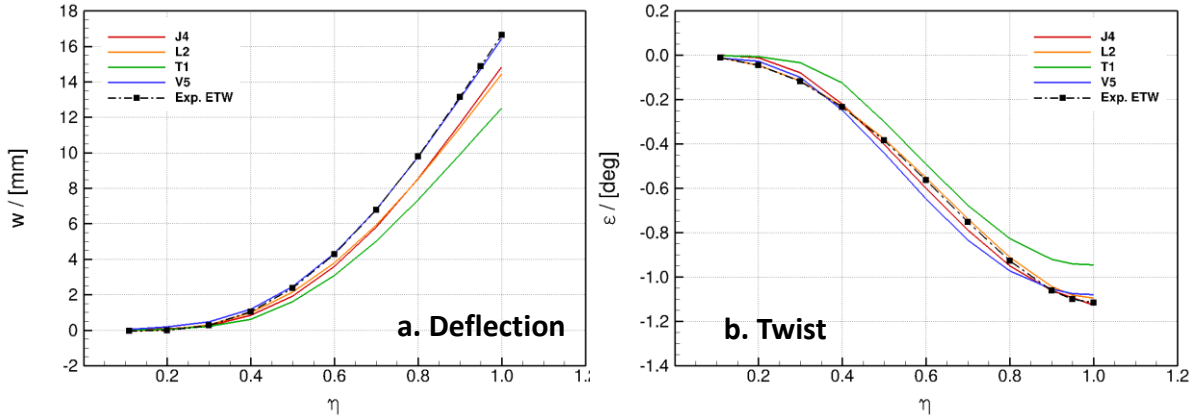 18
16
14
12
10
8
6
4
2
0
-2
w / [mm]
J4
L2
T1
V5
Exp. ETW
a. Deflection
0.2 0.4 0.6 0.8 1.0 1.2
η
0.2
0.0
-0.2
-0.4
-0.6
-0.8
-1.0
-1.2
-1.4
ε / [deg]
J4
L2
T1
V5
Exp. ETW
b. Twist
0.2 0.4 0.6 0.8 1.0 1.2
η